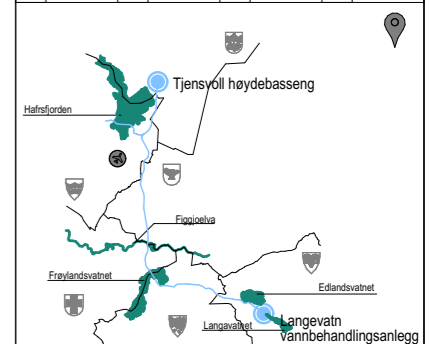 Tjensvoll høydebasseng
Hafrsfjorden
Figgjoelva
Frøylandsvatnet
Edlandsvatnet
Langavatnet
Langevatn
vannbehandlingsanlegg